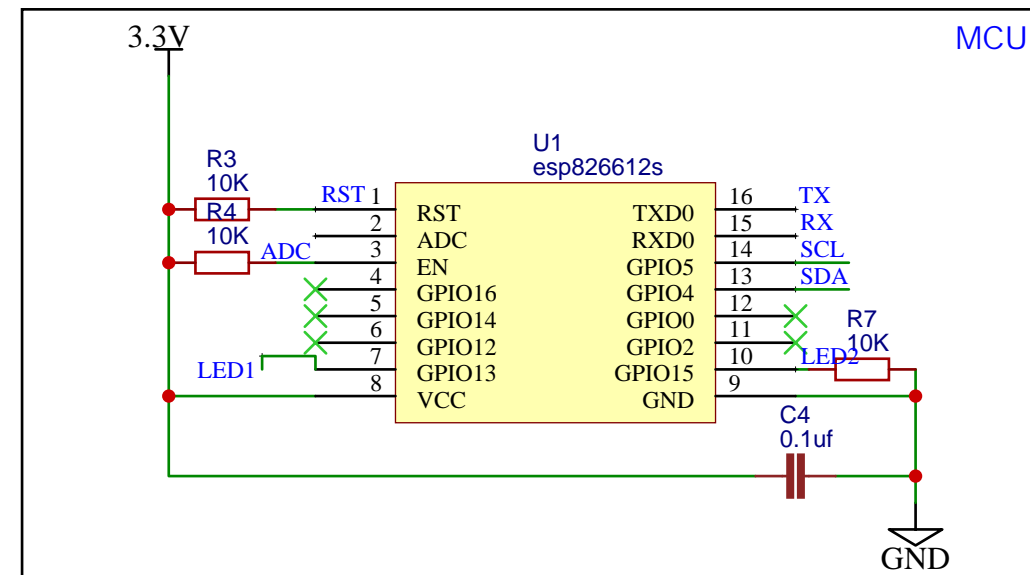 3.3V
MCU
U1
esp826612s
R3
10K
R4
10K
RST 1
2
ADC 3
4
5
6
LED1 7
8
RST
ADC
EN
GPIO16
GPIO14
GPIO12
GPIO13
VCC
TXD0
RXD0
GPIO5
GPIO4
GPIO0
GPIO2
GPIO15
GND
16 TX
15 RX
14 SCL
13 SDA
12
11
10 LED2
9
R7
10K
C4
0.1uf
GND